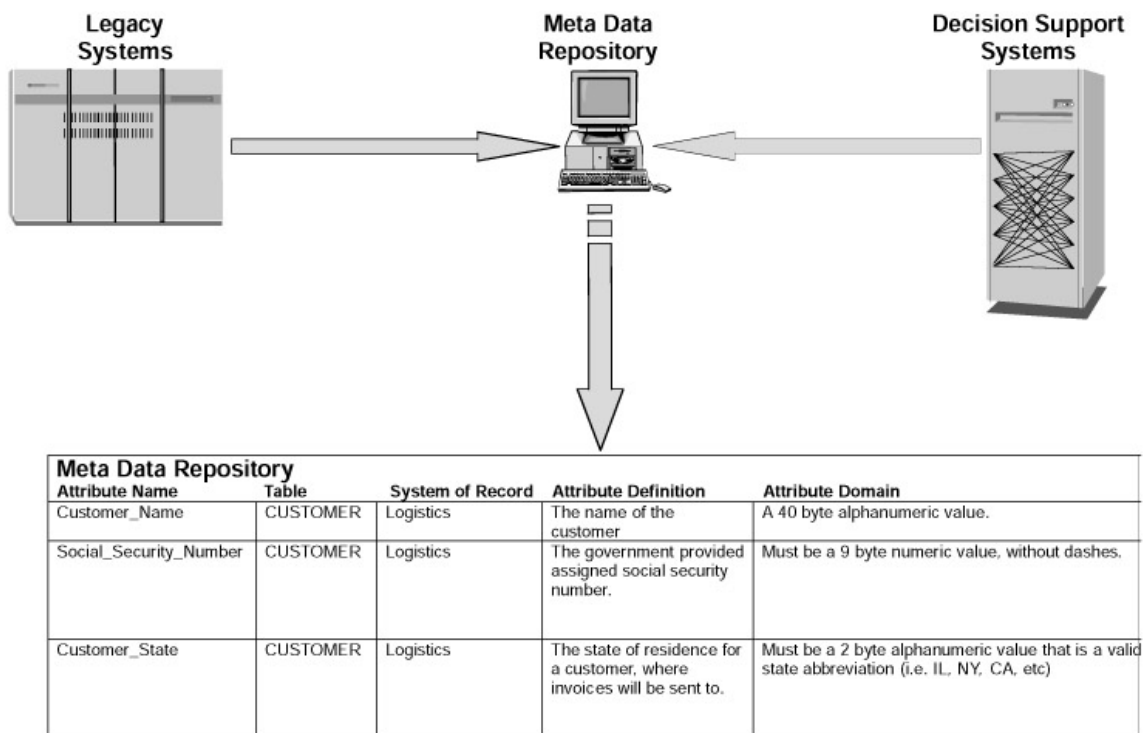 Legacy
Systems
Meta Data
Repository
Decision Support
Systems
Meta Data Repository
Attribute Name Table System of Record Attribute Definition Attribute Domain
Customer_Name CUSTOMER Logistics The name of the A 40 byte alphanumeric value.
customer
Social_Security_Number CUSTOMER Logistics The government provided Must be a 9 byte numeric value, without dashes.
assigned social security
number.
Customer_State CUSTOMER Logistics The state of residence for Must be a 2 byte alphanumeric value that is a valid
a customer, where state abbreviation (i.e. IL, NY, CA, etc)
invoices will be sent to.